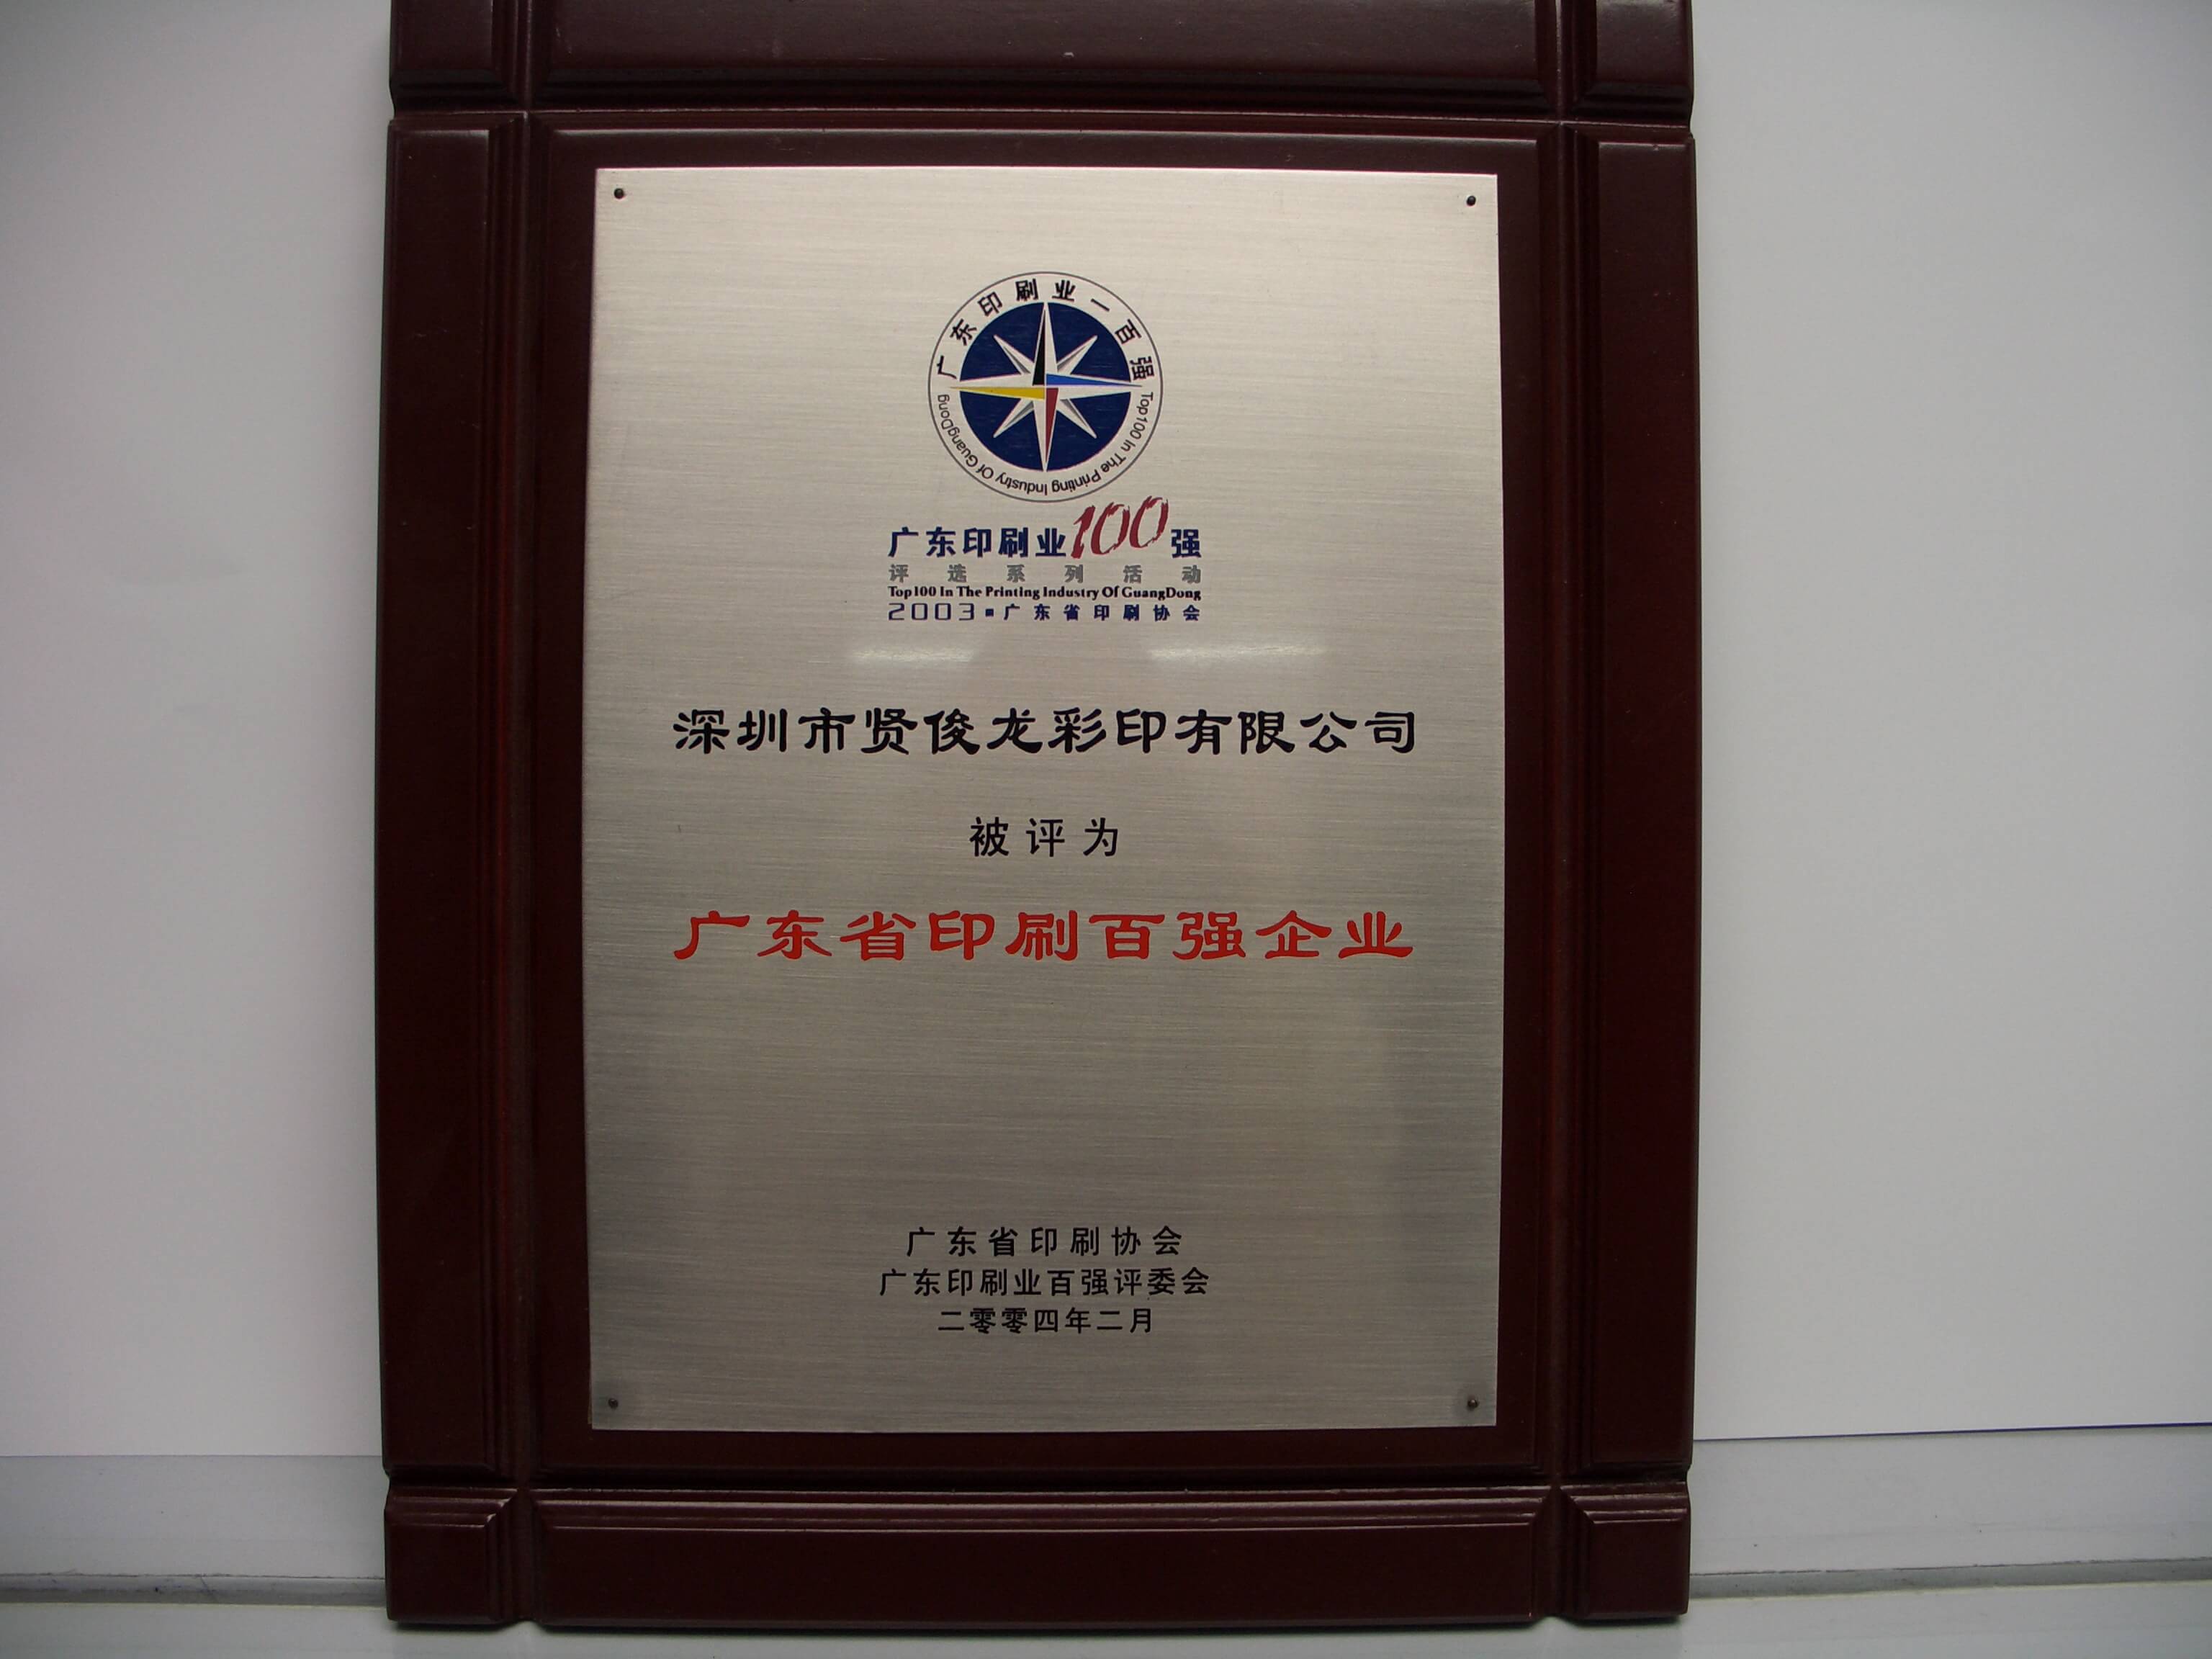 广东印刷业一百强
Top100 In The Printing Industry Of GuangDong
广东印刷业100强
评选系列活动
Top100 In The Printing Industry Of GuangDong
2003·广东省印刷协会
深圳市贤俊龙彩印有限公司
被评为
广东省印刷百强企业
广东省印刷协会
广东印刷业百强评委会
二零零四年二月